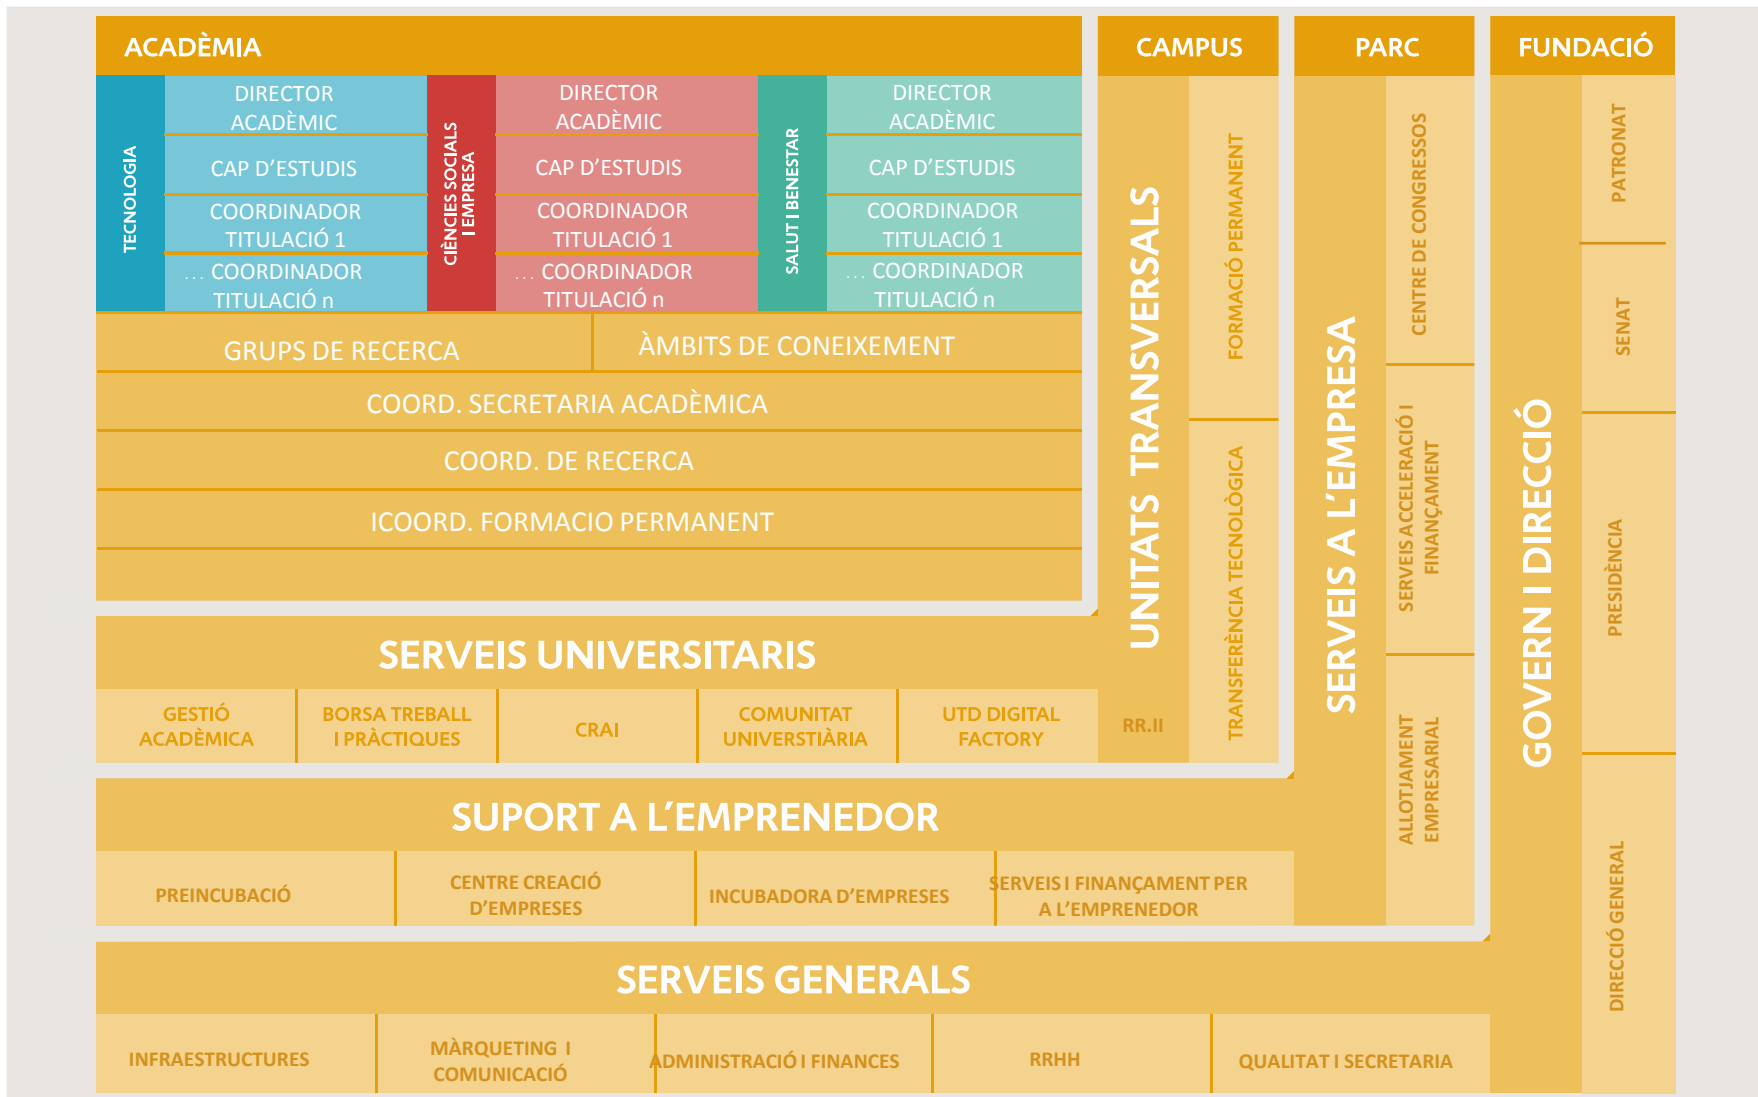 ACADÈMIA
CAMPUS
PARC
FUNDACIÓ
TECNOLOGIA
DIRECTOR
ACADÈMIC
CAP D’ESTUDIS
COORDINADOR
TITULACIÓ 1
... COORDINADOR
TITULACIÓ n
CIÈNCIES SOCIALS
I EMPRESA
DIRECTOR
ACADÈMIC
CAP D’ESTUDIS
COORDINADOR
TITULACIÓ 1
... COORDINADOR
TITULACIÓ n
SALUT I BENESTAR
DIRECTOR
ACADÈMIC
CAP D’ESTUDIS
COORDINADOR
TITULACIÓ 1
... COORDINADOR
TITULACIÓ n
GRUPS DE RECERCA
ÀMBITS DE CONEIXEMENT
COORD. SECRETARIA ACADÈMICA
COORD. DE RECERCA
ICOORD. FORMACIO PERMANENT
UNITATS TRANSVERSALS
FORMACIÓ PERMANENT
TRANSFERÈNCIA TECNOLÒGICA
RR.II
SERVEIS UNIVERSITARIS
GESTIÓ
ACADÈMICA
BORSA TREBALL
I PRÀCTIQUES
CRAI
COMUNITAT
UNIVERSTIÀRIA
UTD DIGITAL
FACTORY
SERVEIS A L’EMPRESA
CENTRE DE CONGRESSOS
SERVEIS ACCELERACIÓ I
FINANÇAMENT
ALLOTJAMENT
EMPRESARIAL
SUPORT A L’EMPRENEDOR
PREINCUBACIÓ
CENTRE CREACIÓ
D’EMPRESES
INCUBADORA D’EMPRESES
SERVEIS I FINANÇAMENT PER
A L’EMPRENEDOR
GOVERN I DIRECCIÓ
PATRONAT
SENAT
PRESIDÈNCIA
DIRECCIÓ GENERAL
SERVEIS GENERALS
INFRAESTRUCTURES
MÀRQUETING I
COMUNICACIÓ
ADMINISTRACIÓ I FINANCES
RRHH
QUALITAT I SECRETARIA